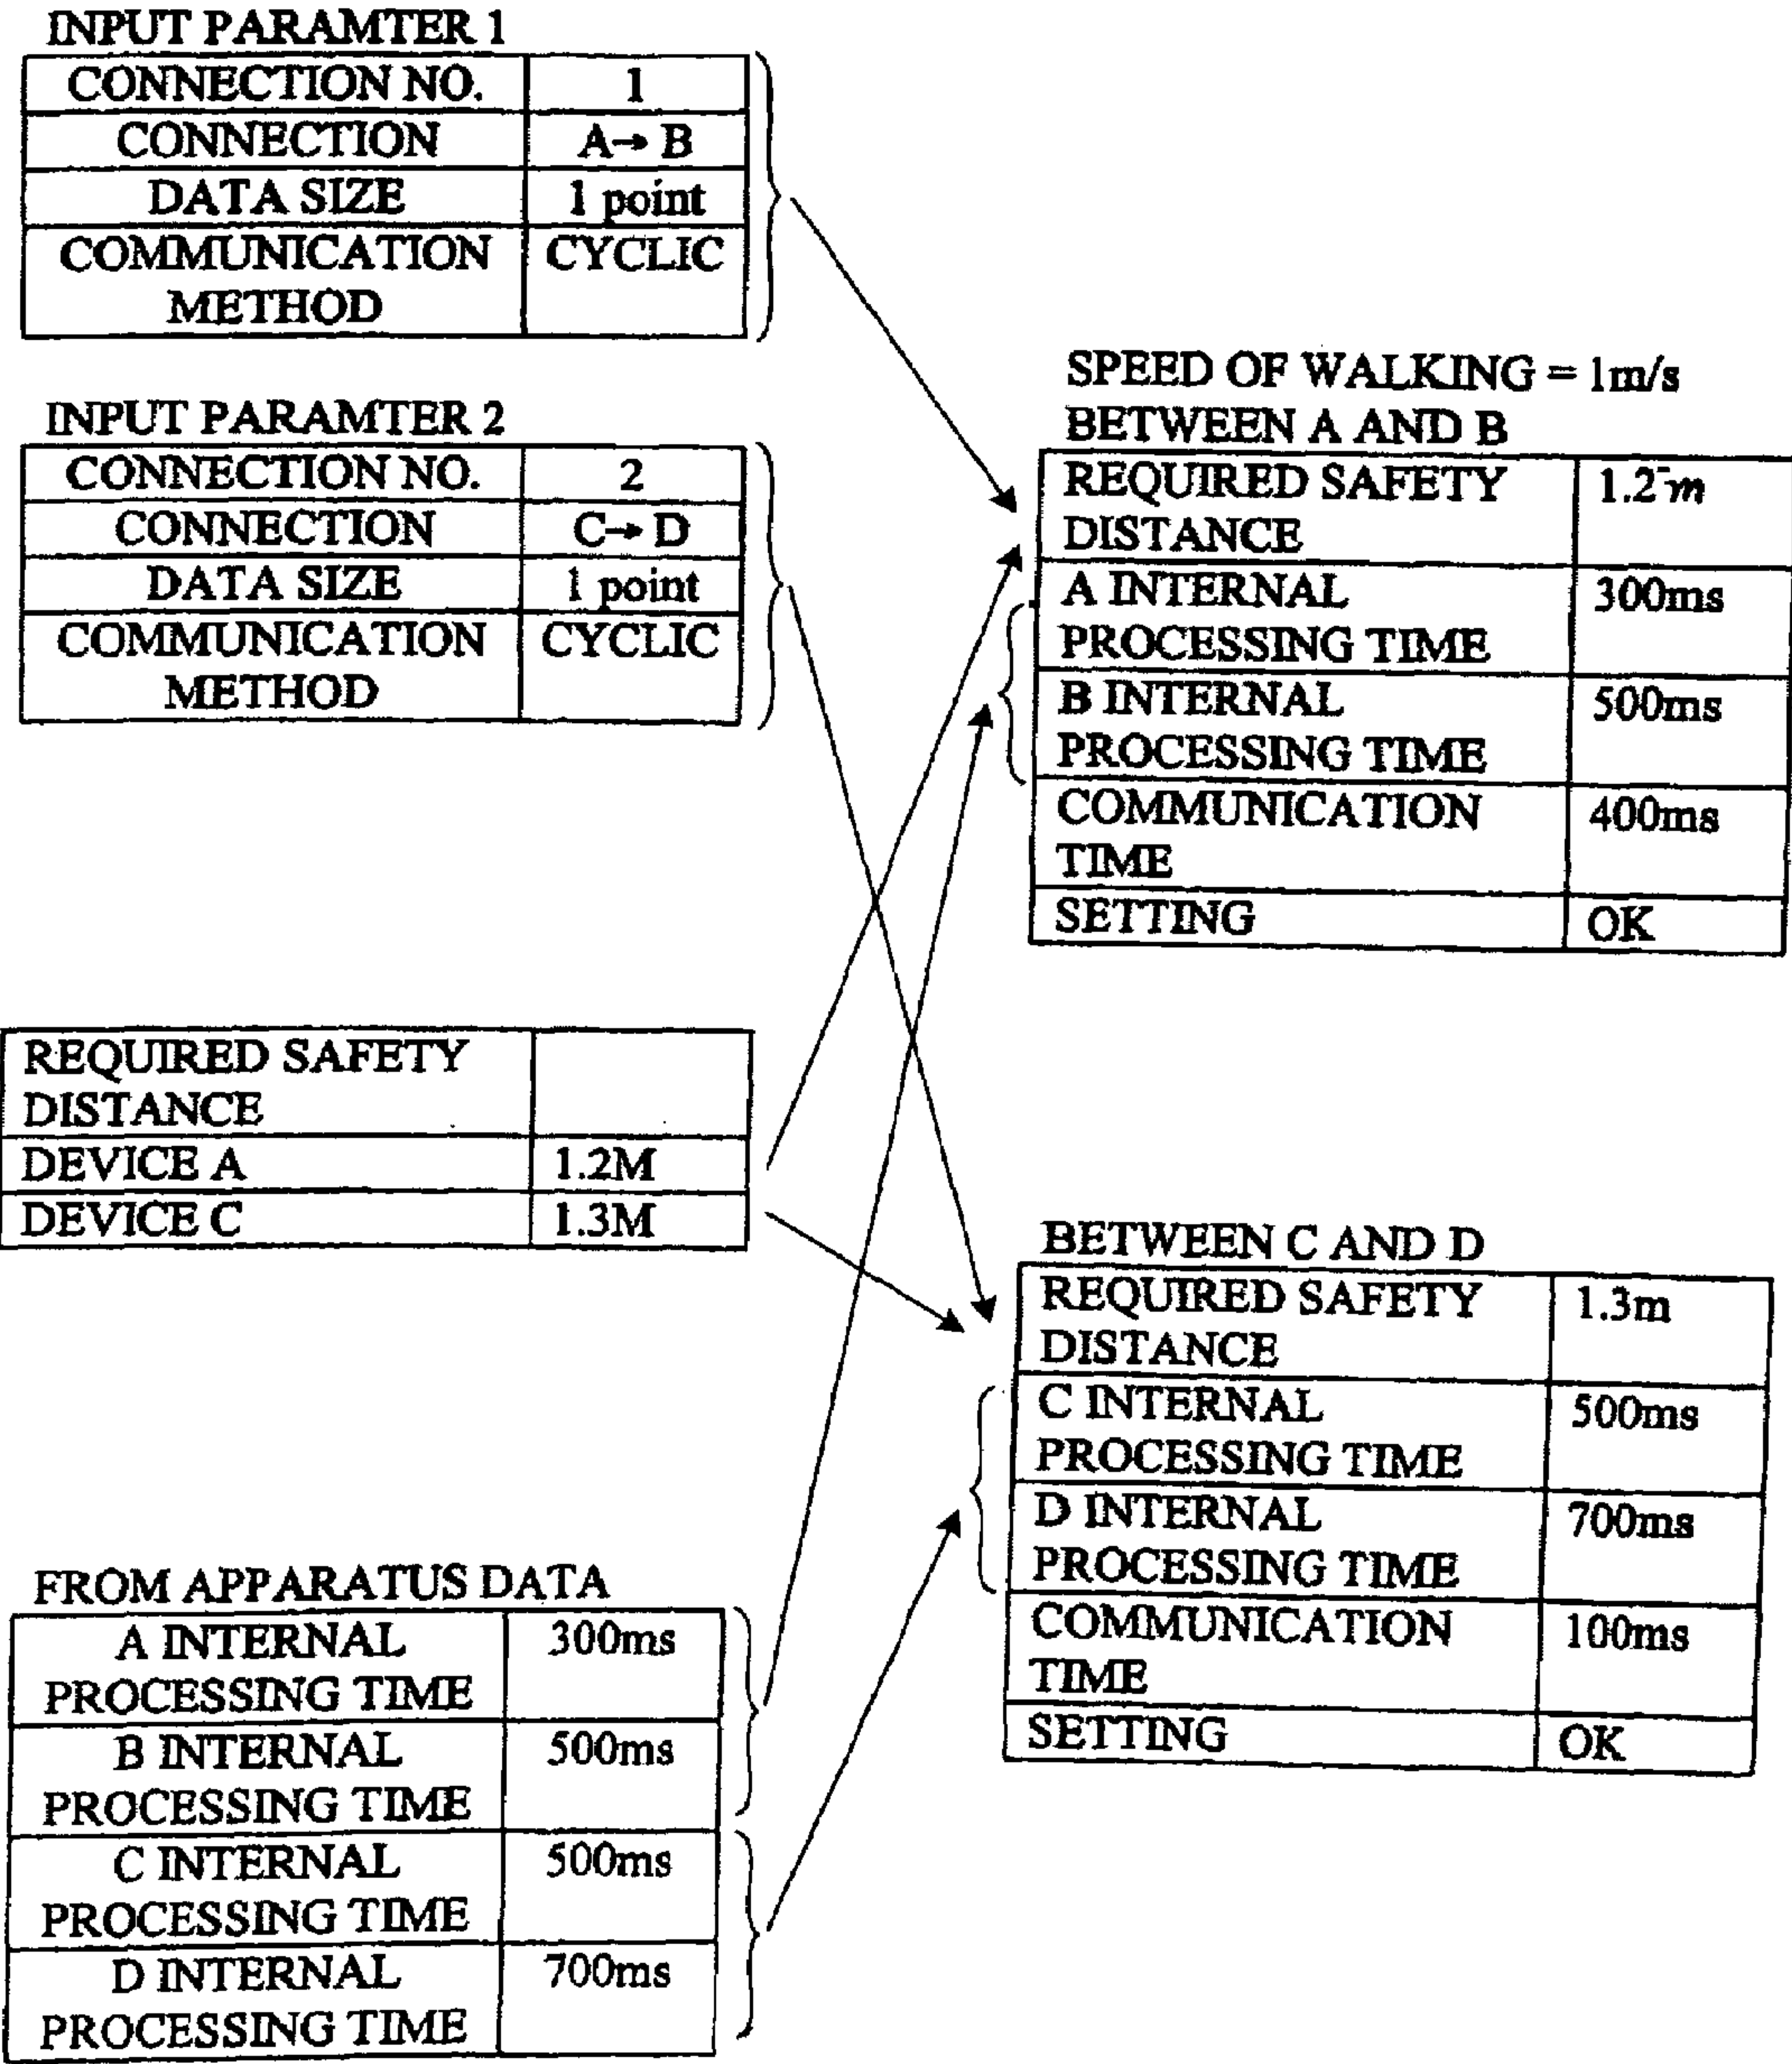 INPUT PARAMTER 1
CONNECTION NO. 1
CONNECTION A→ B
DATA SIZE 1 point
COMMUNICATION CYCLIC
METHOD
INPUT PARAMTER 2
CONNECTION NO. 2
CONNECTION C→ D
DATA SIZE 1 point
COMMUNICATION CYCLIC
METHOD
REQUIRED SAFETY
DISTANCE
DEVICE A 1.2M
DEVICE C 1.3M
FROM APPARATUS DATA
A INTERNAL 300ms
PROCESSING TIME
B INTERNAL 500ms
PROCESSING TIME
C INTERNAL 500ms
PROCESSING TIME
D INTERNAL 700ms
PROCESSING TIME
SPEED OF WALKING = 1m/s
BETWEEN A AND B
REQUIRED SAFETY 1.2 m
DISTANCE
A INTERNAL 300ms
PROCESSING TIME
B INTERNAL 500ms
PROCESSING TIME
COMMUNICATION 400ms
TIME
SETTING OK
BETWEEN C AND D
REQUIRED SAFETY 1.3m
DISTANCE
C INTERNAL 500ms
PROCESSING TIME
D INTERNAL 700ms
PROCESSING TIME
COMMUNICATION 100ms
TIME
SETTING OK